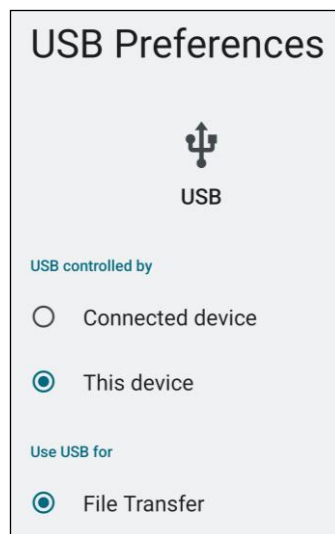 USB Preferences
USB
USB controlled by
Connected device
This device
Use USB for
File Transfer